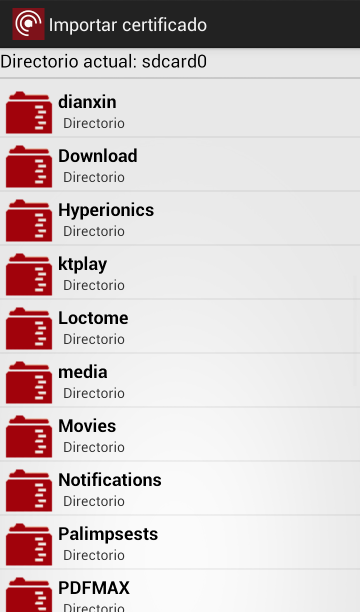 Importar certificado
Directorio actual: sdcard0
dianxin
Directorio
Download
Directorio
Hyperionics
Directorio
ktplay
Directorio
Loctome
Directorio
media
Directorio
Movies
Directorio
Notifications
Directorio
Palimpsests
Directorio
PDFMAX
Directorio